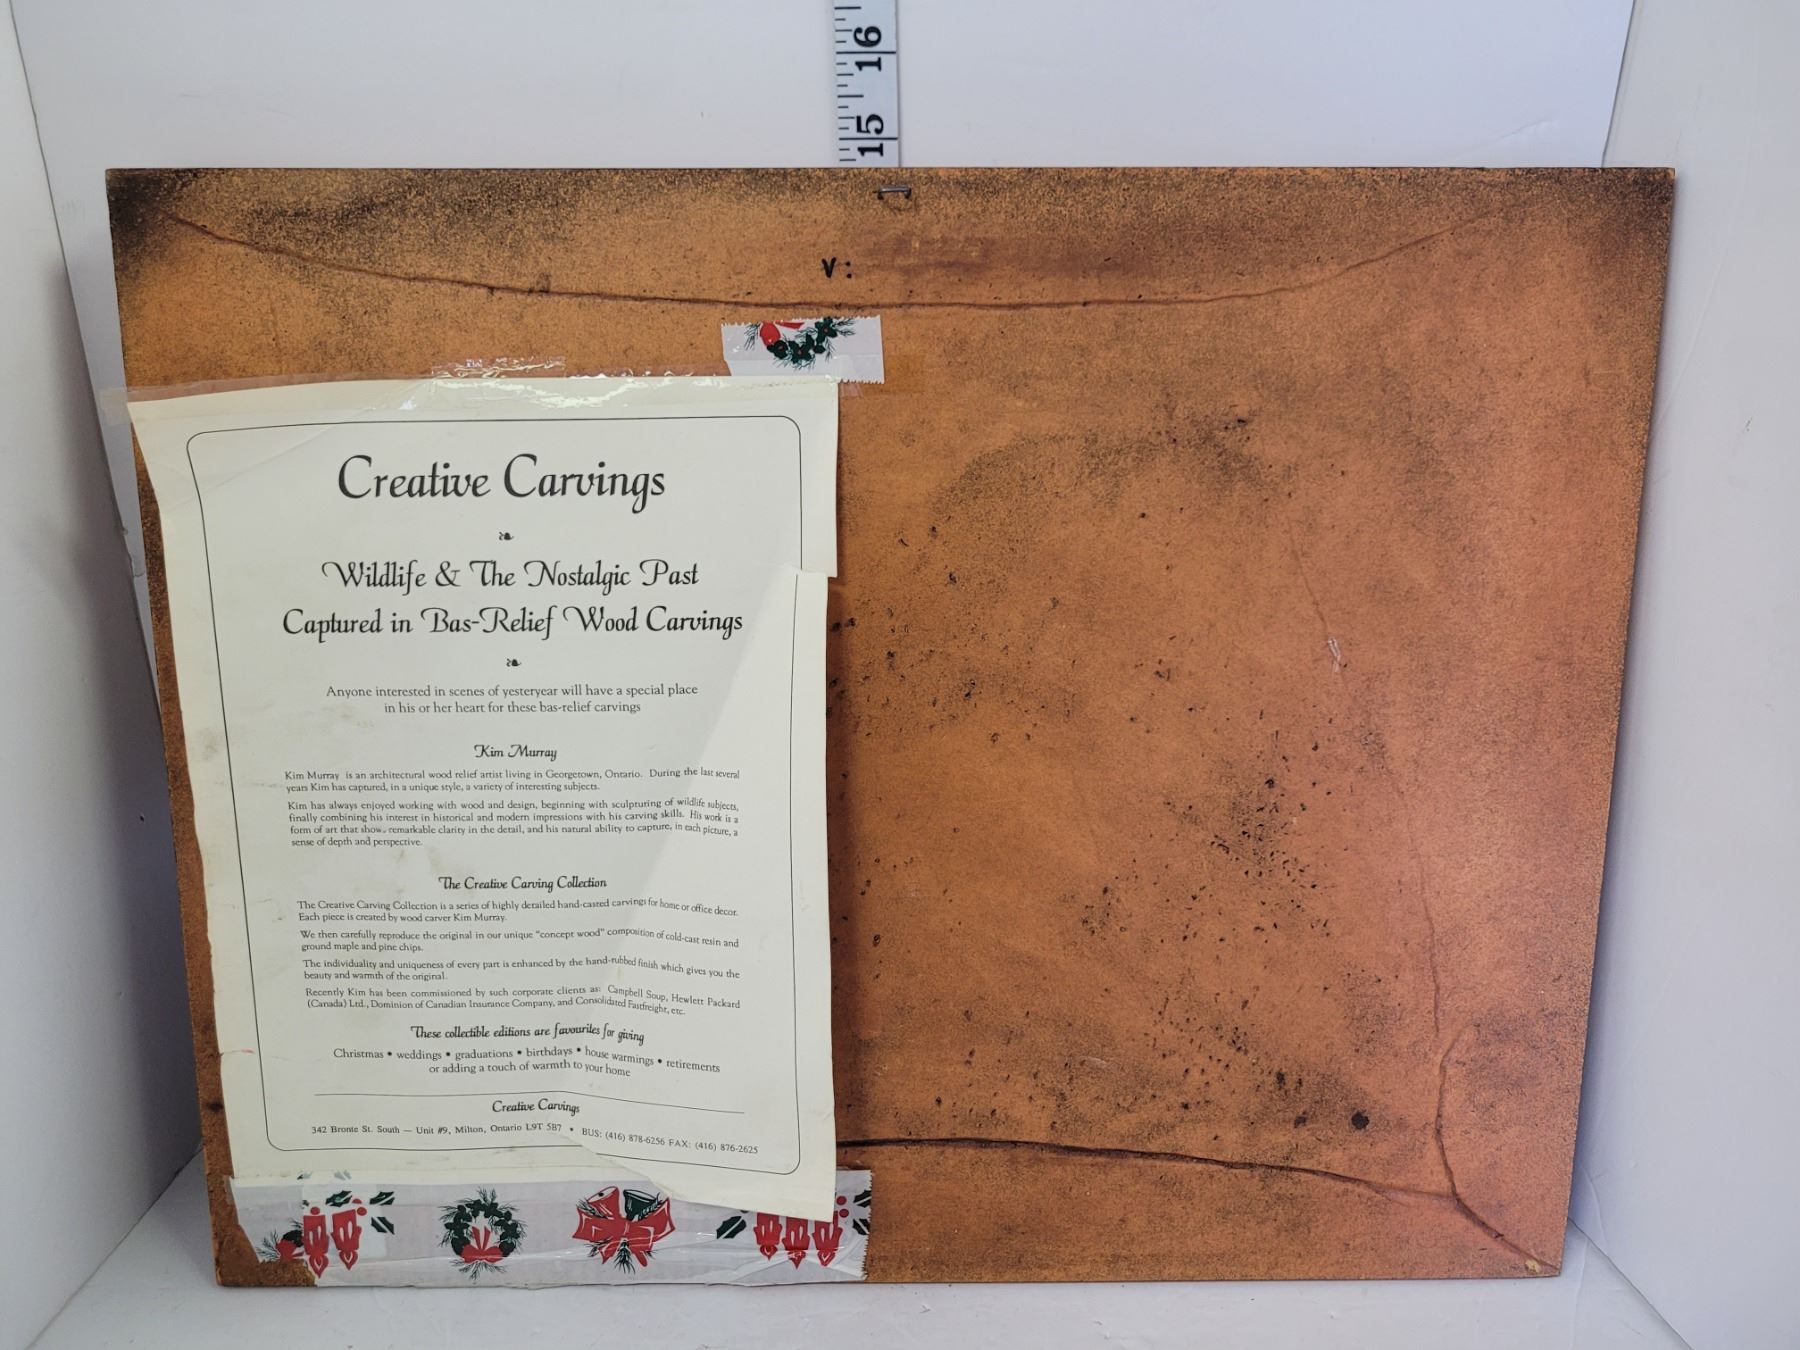 16
15
v:
Creative Carvings
Wildlife & The Nostalgic Past
Captured in Bas-Relief Wood Carvings
Anyone interested in scenes of yesteryear will have a special place
in his or her heart for these bas-relief carvings
Kim Murray
Kim Murray is an architectural wood relief artist living in Georgetown, Ontario. During the last several
years Kim has captured, in a unique style, a variety of interesting subjects.
Kim has always enjoyed working with wood and design, beginning with sculpturing of wildlife subjects,
finally combining his interest in historical and modern impressions with his carving skills. His work is a
form of art that shows remarkable clarity in the detail, and his natural ability to capture, in each picture, a
sense of depth and perspective.
The Creative Carving Collection
The Creative Carving Collection is a series of highly detailed hand-casted carvings for home or office decor.
Each piece is created by wood carver Kim Murray.
We then carefully reproduce the original in our unique "concept wood" composition of cold-cast resin and
ground maple and pine chips.
The individuality and uniqueness of every part is enhanced by the hand-rubbed finish which gives you the
beauty and warmth of the original.
Recently Kim has been commissioned by such corporate clients as: Campbell Soup, Hewlett Packard
(Canada) Ltd., Dominion of Canadian Insurance Company, and Consolidated Fastfreight, etc.
These collectible editions are favourites for giving
Christmas • weddings • graduations • birthdays • house warmings • retirements
or adding a touch of warmth to your home
Creative Carvings
342 Bronte St. South — Unit #9, Milton, Ontario L9T 5B7 • BUS: (416) 878-6256 FAX: (416) 876-2625